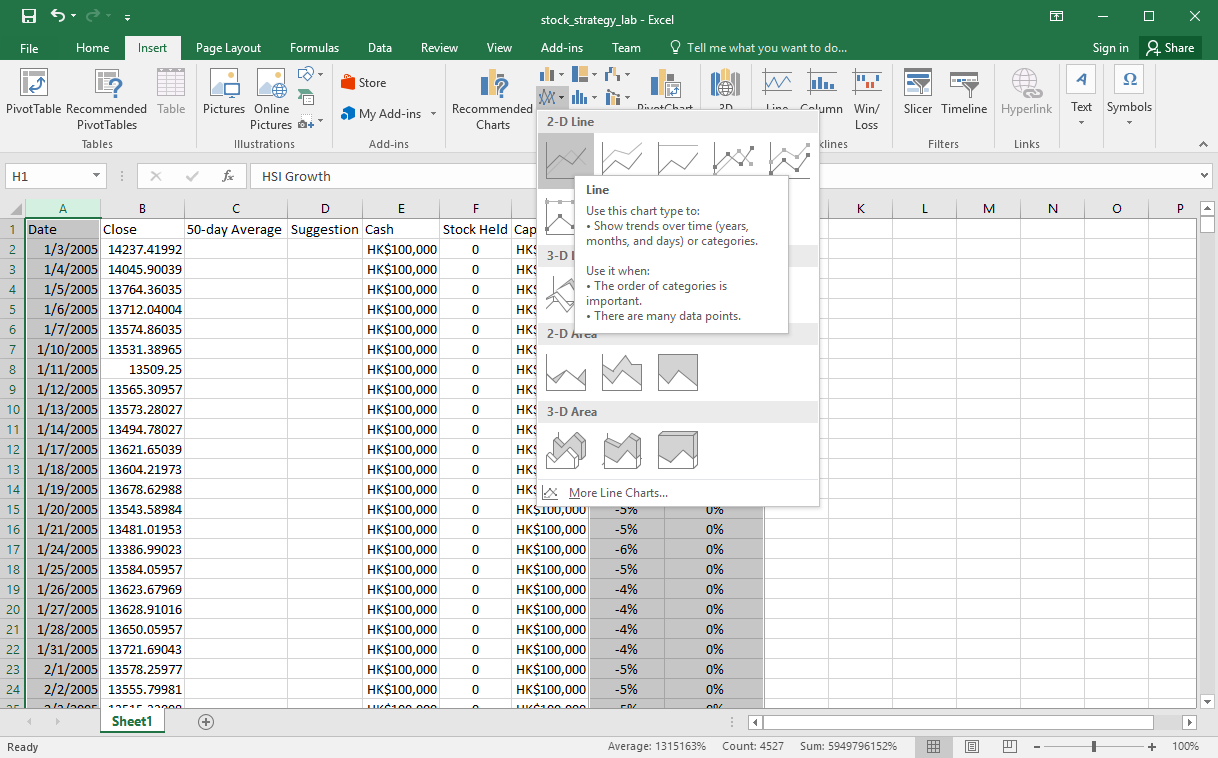 stock_strategy_lab - Excel
File Home Insert Page Layout Formulas Data Review View Add-ins Team Tell me what you want to do... Sign in Share
PivotTable Recommended PivotTables Table
Tables
Pictures Online Pictures
Illustrations
Store
My Add-ins
Add-ins
Recommended Charts
Line Column Win/Loss
Slicer Timeline
Filters
Hyperlink
Links
Text Symbols
H1 fx HSI Growth
2-D Line
Line
Use this chart type to:
• Show trends over time (years,
months, and days) or categories.
Use it when:
• The order of categories is
important.
• There are many data points.
3-D Area
More Line Charts...
A B C D E F K L M N O P
1 Date Close 50-day Average Suggestion Cash Stock Held
2 1/3/2005 14237.41992 HK$100,000 0
3 1/4/2005 14045.90039 HK$100,000 0
4 1/5/2005 13764.36035 HK$100,000 0
5 1/6/2005 13712.04004 HK$100,000 0
6 1/7/2005 13574.86035 HK$100,000 0
7 1/10/2005 13531.38965 HK$100,000 0
8 1/11/2005 13509.25 HK$100,000 0
9 1/12/2005 13565.30957 HK$100,000 0
10 1/13/2005 13573.28027 HK$100,000 0
11 1/14/2005 13494.78027 HK$100,000 0
12 1/17/2005 13621.65039 HK$100,000 0
13 1/18/2005 13604.21973 HK$100,000 0
14 1/19/2005 13678.62988 HK$100,000 0
15 1/20/2005 13543.58984 HK$100,000 0 HK$100,000 -5% 0%
16 1/21/2005 13481.01953 HK$100,000 0 HK$100,000 -5% 0%
17 1/24/2005 13386.99023 HK$100,000 0 HK$100,000 -6% 0%
18 1/25/2005 13584.05957 HK$100,000 0 HK$100,000 -5% 0%
19 1/26/2005 13623.67969 HK$100,000 0 HK$100,000 -4% 0%
20 1/27/2005 13628.91016 HK$100,000 0 HK$100,000 -4% 0%
21 1/28/2005 13650.05957 HK$100,000 0 HK$100,000 -4% 0%
22 1/31/2005 13721.69043 HK$100,000 0 HK$100,000 -4% 0%
23 2/1/2005 13578.25977 HK$100,000 0 HK$100,000 -5% 0%
24 2/2/2005 13555.79981 HK$100,000 0 HK$100,000 -5% 0%
Sheet1
Ready Average: 1315163% Count: 4527 Sum: 5949796152% 100%